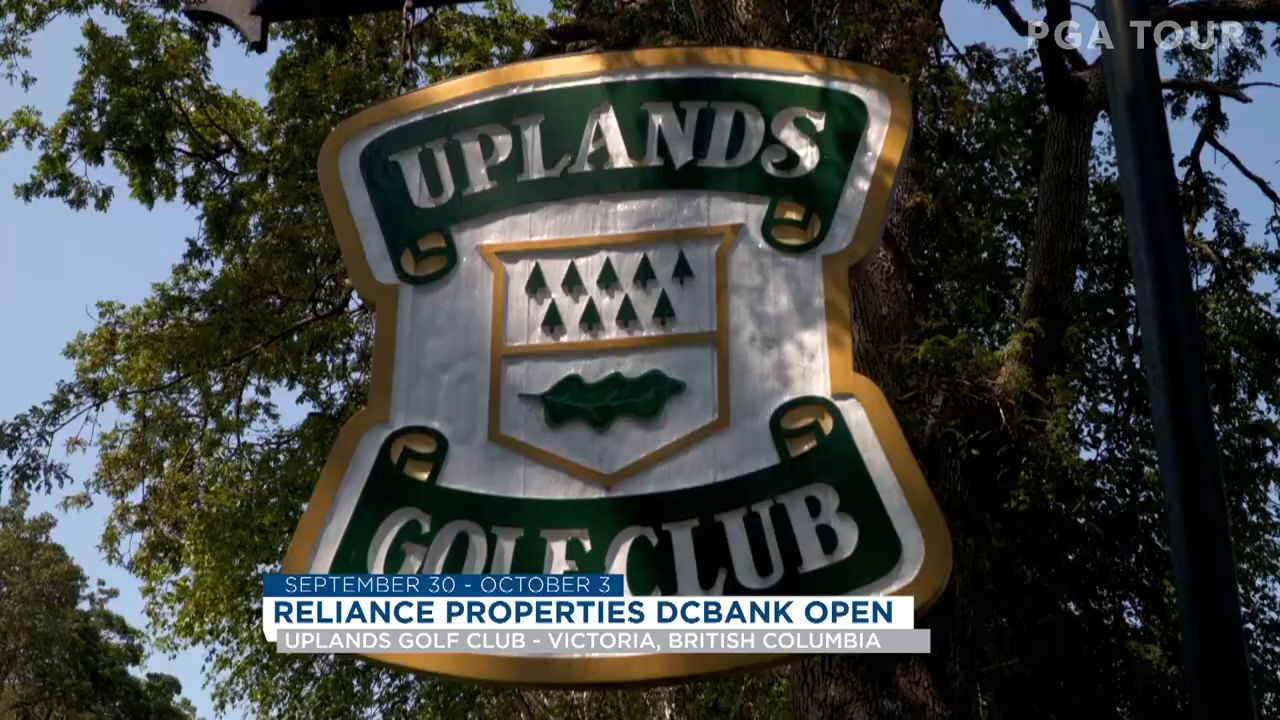 PGA TOUR
UPLANDS
GOLF CLUB
SEPTEMBER 30 - OCTOBER 3
RELIANCE PROPERTIES DCBANK OPEN
UPLANDS GOLF CLUB - VICTORIA, BRITISH COLUMBIA